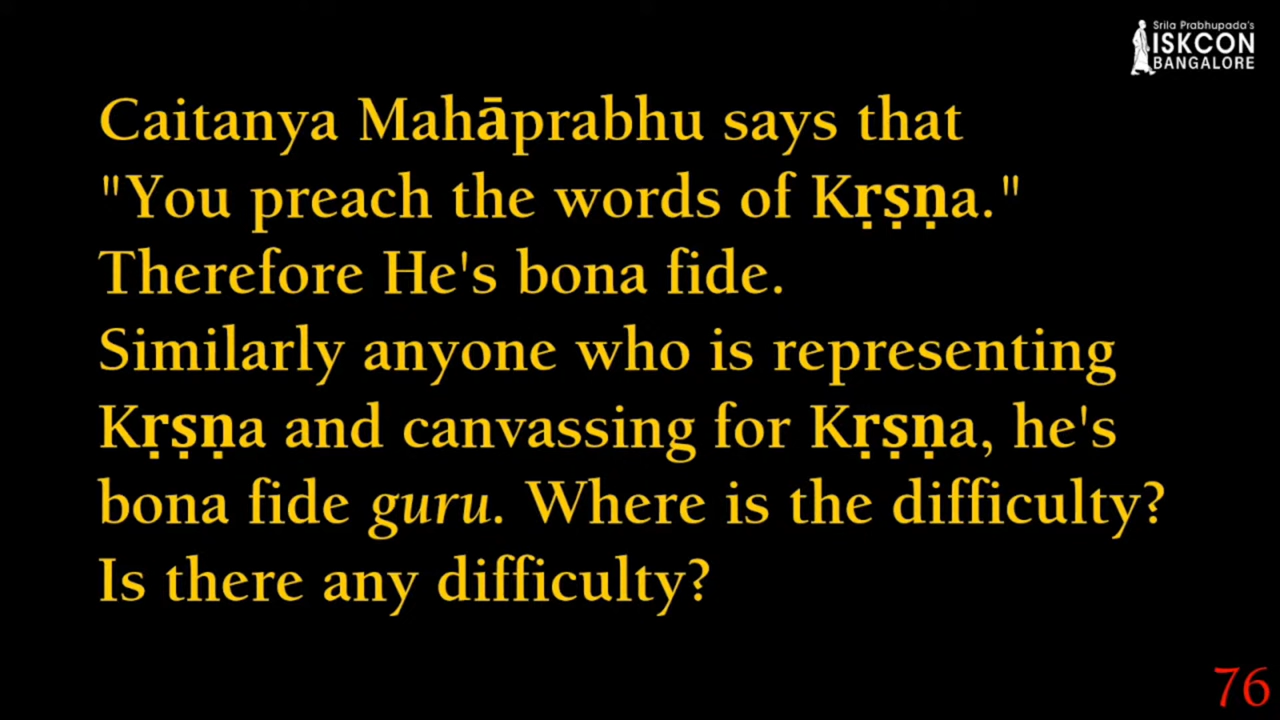 Srila Prabhupada's
ISKCON
BANGALORE
Caitanya Mahāprabhu says that
"You preach the words of Kṛṣṇa."
Therefore He's bona fide.
Similarly anyone who is representing
Kṛṣṇa and canvassing for Kṛṣṇa, he's
bona fide guru. Where is the difficulty?
Is there any difficulty?
76